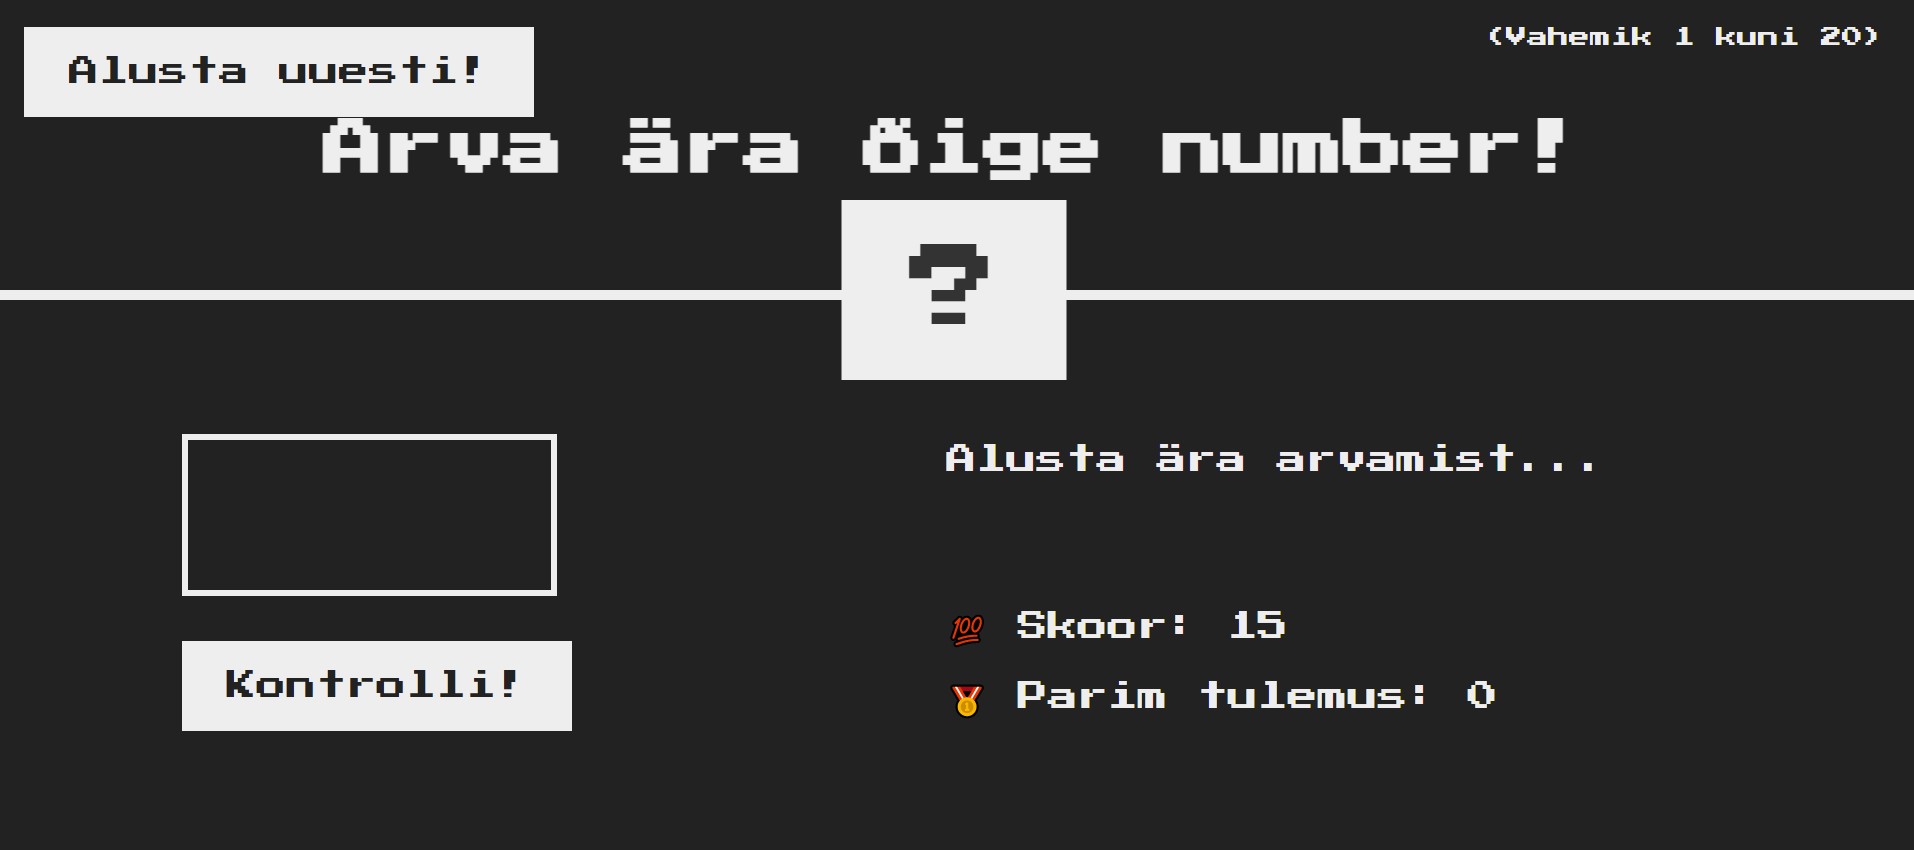 Alusta uuesti!
(Vahemik 1 kuni 20)
Arva ära õige number!
?
Alusta ära arvamist...
💯 Skoor: 15
Kontrolli!
🥇 Parim tulemus: 0